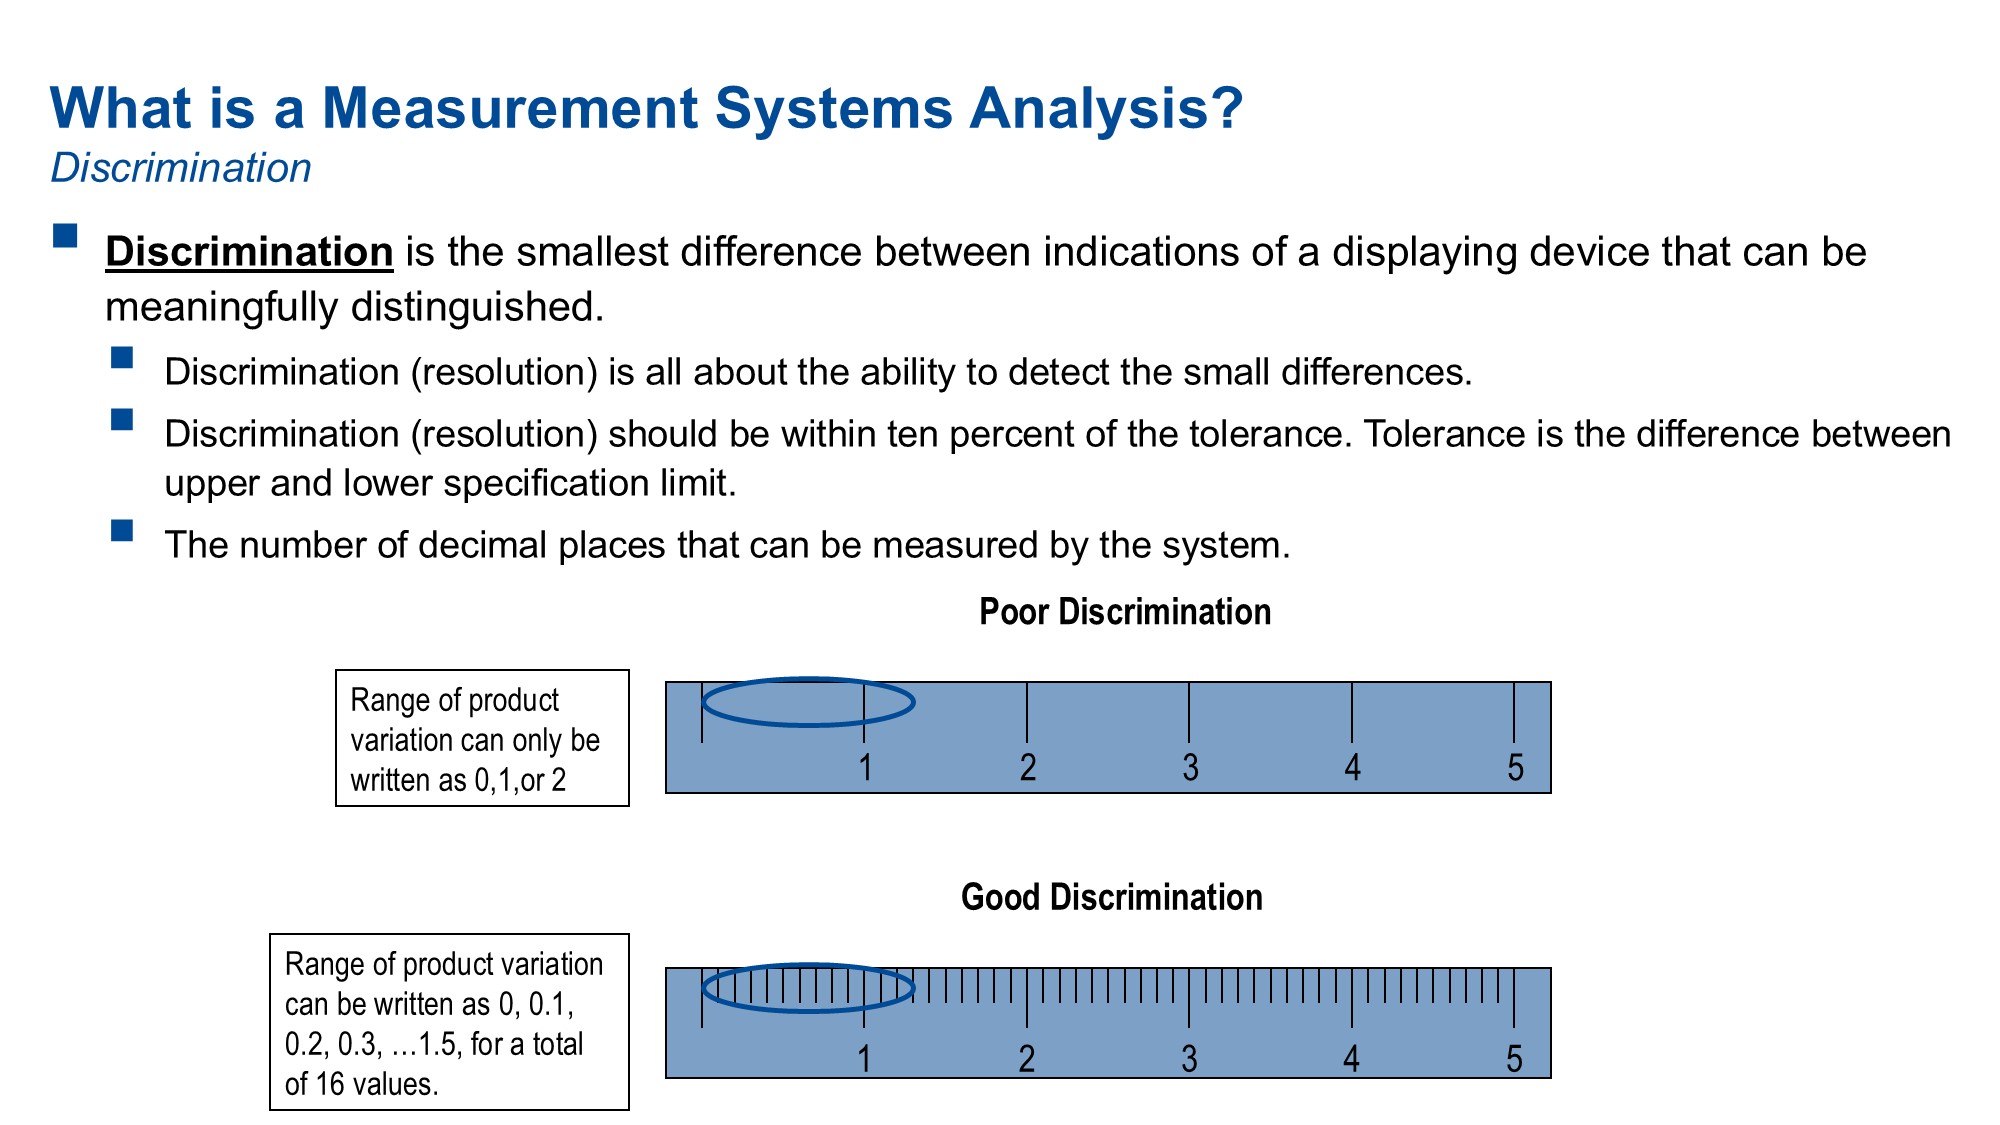 What is a Measurement Systems Analysis?
Discrimination
Discrimination is the smallest difference between indications of a displaying device that can be
meaningfully distinguished.
Discrimination (resolution) is all about the ability to detect the small differences.
Discrimination (resolution) should be within ten percent of the tolerance. Tolerance is the difference between
upper and lower specification limit.
The number of decimal places that can be measured by the system.
Poor Discrimination
Range of product
variation can only be
written as 0,1,or 2
1 2 3 4 5
Good Discrimination
Range of product variation
can be written as 0, 0.1,
0.2, 0.3, …1.5, for a total
of 16 values.
1 2 3 4 5